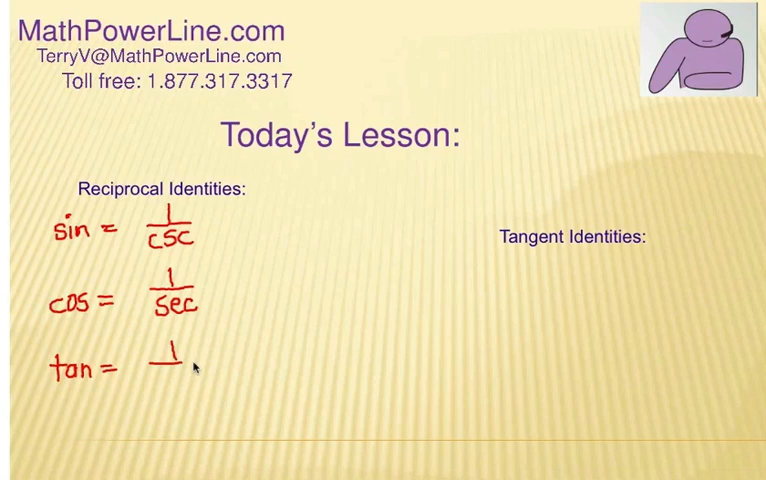 MathPowerLine.com
TerryV@MathPowerLine.com
Toll free: 1.877.317.3317
Today's Lesson:
Reciprocal Identities:
sin = 1/csc
Tangent Identities:
cos = 1/sec
tan = 1/